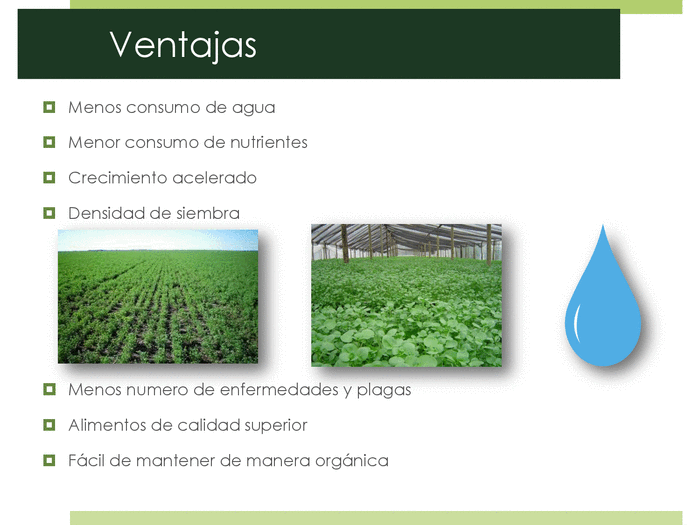 Ventajas
Menos consumo de agua
Menor consumo de nutrientes
Crecimiento acelerado
Densidad de siembra
Menos numero de enfermedades y plagas
Alimentos de calidad superior
Fácil de mantener de manera orgánica